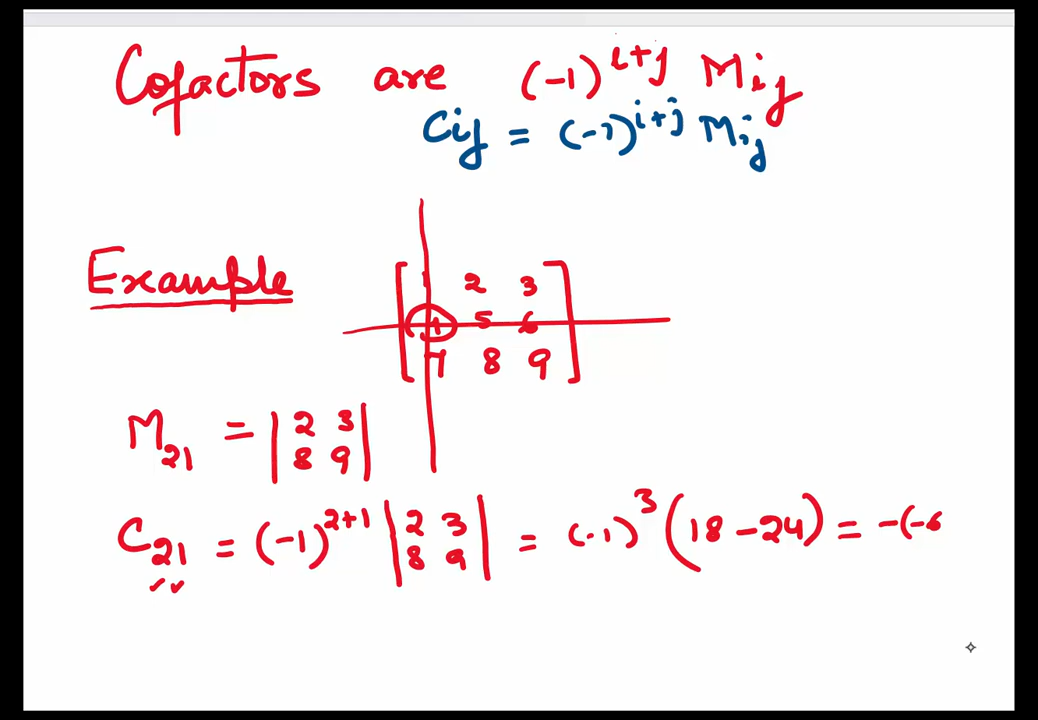 Cofactors are (-1)^{i+j} M_{ij}
C_{ij} = (-1)^{i+j} M_{ij}
Example
[ 1 2 3
4 5 6
7 8 9 ]
M_{21} = | 2 3
8 9 |
C_{21} = (-1)^{2+1} | 2 3
8 9 | = (-1)^3 (18 - 24) = -(-6